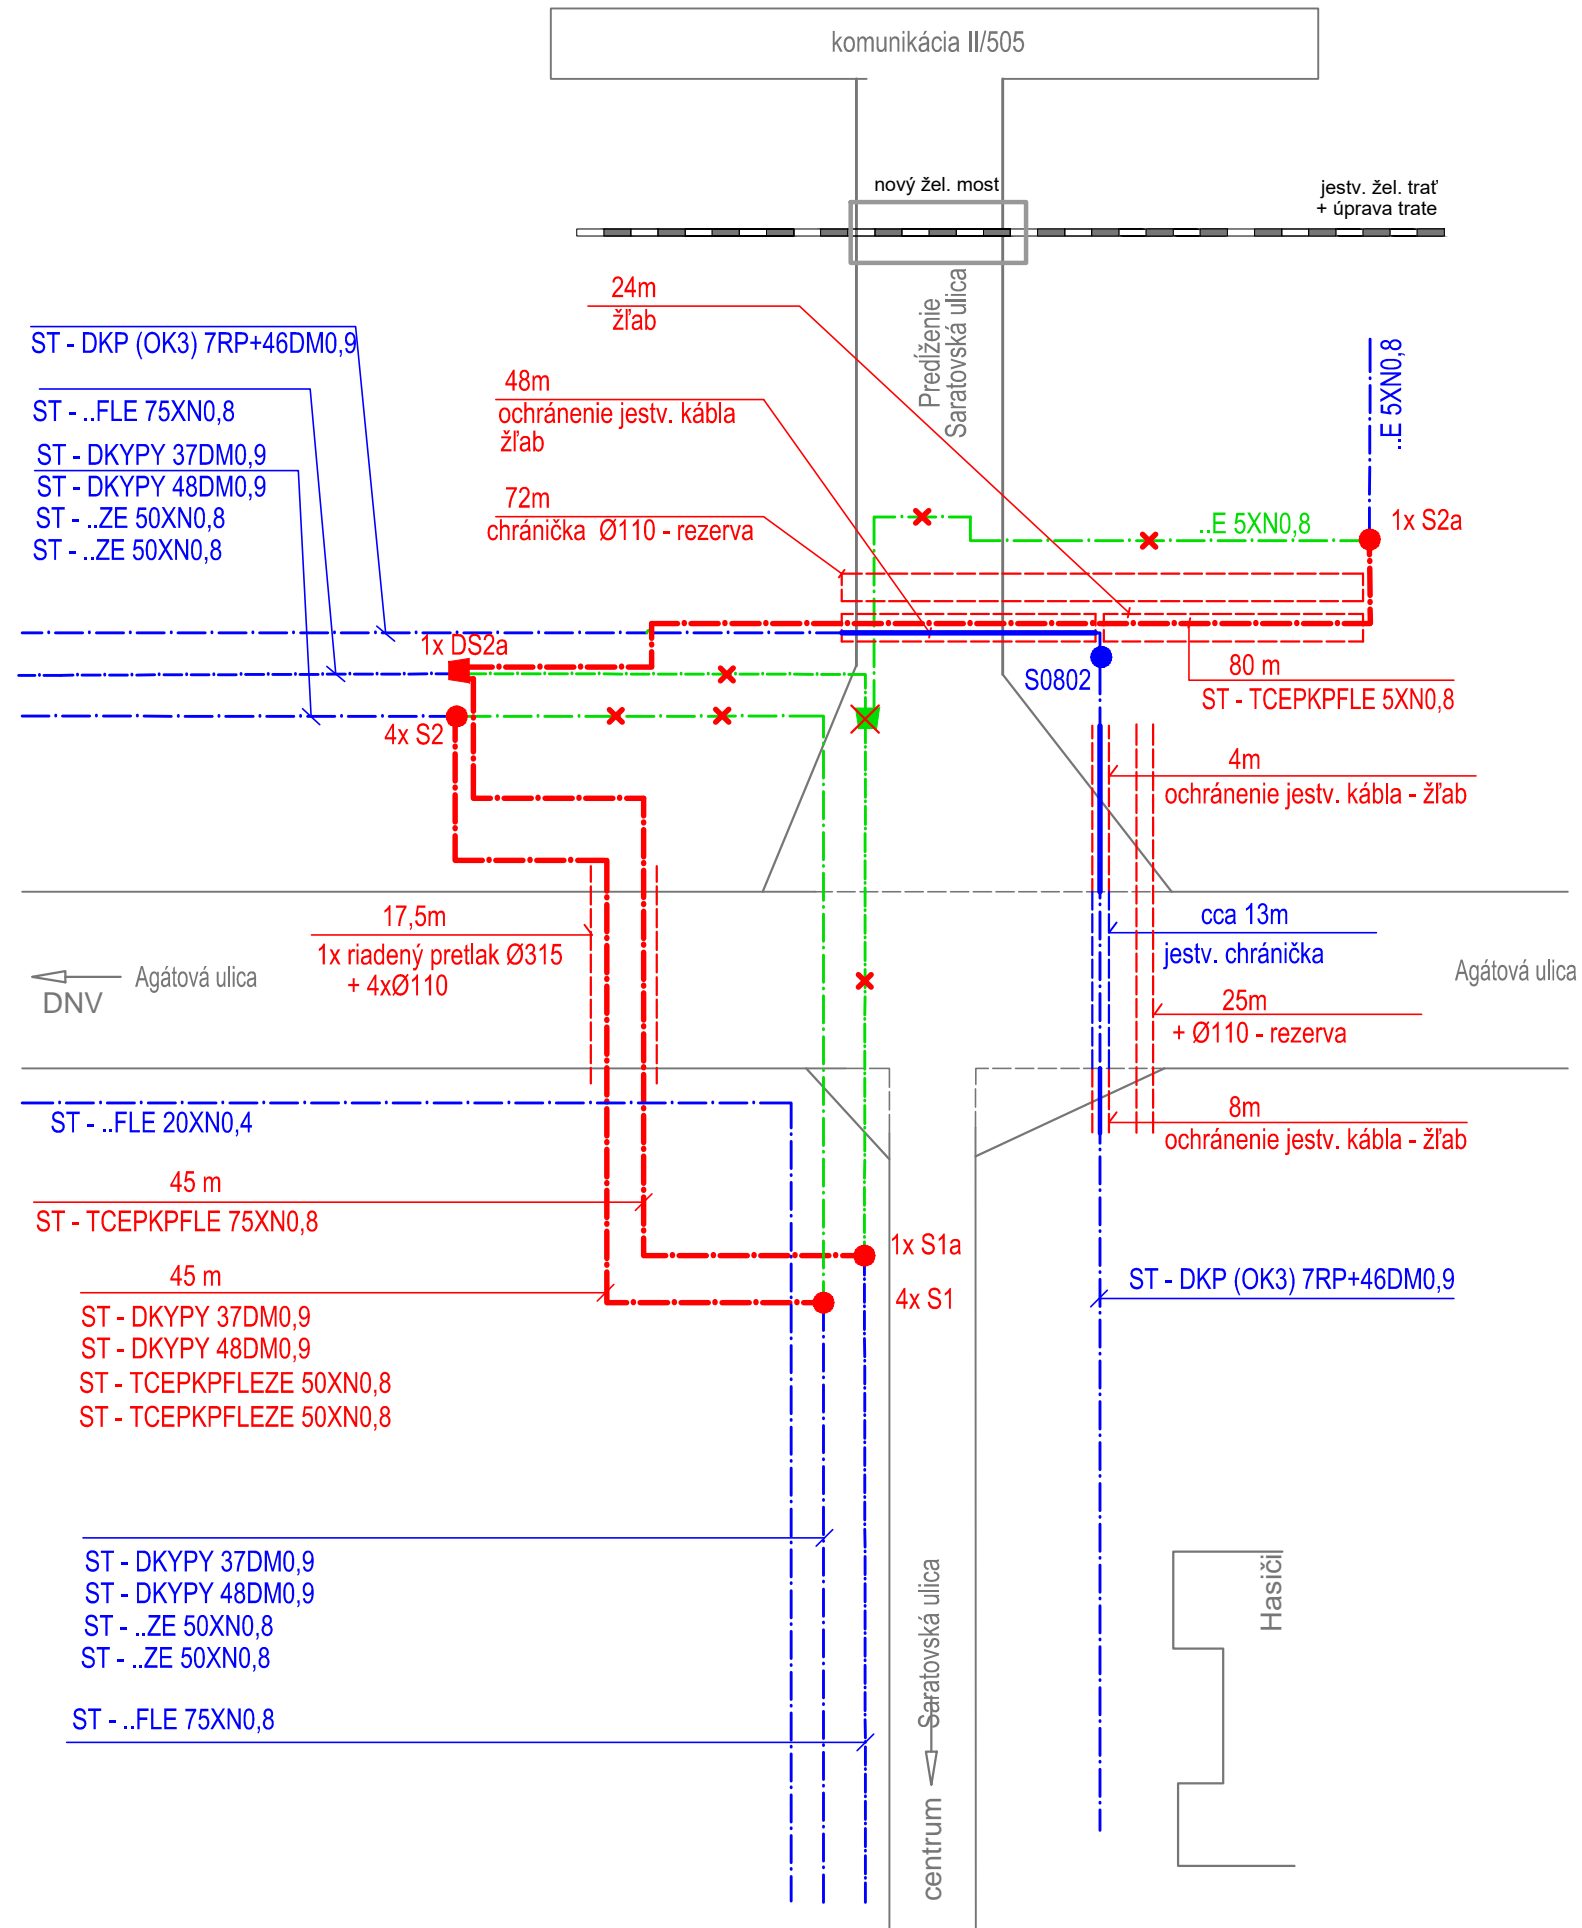 komunikácia II/505
nový žel. most
jestv. žel. trať
+ úprava trate
24m
žľab
Predĺženie
Saratovská ulica
ST - DKP (OK3) 7RP+46DM0,9
48m
ochránenie jestv. kábla
žľab
ST - ..FLE 75XN0,8
..E 5XN0,8
ST - DKYPY 37DM0,9
ST - DKYPY 48DM0,9
ST - ..ZE 50XN0,8
ST - ..ZE 50XN0,8
72m
chránička Ø110 - rezerva
..E 5XN0,8
1x S2a
1x DS2a
S0802
80 m
ST - TCEPKPFLE 5XN0,8
4x S2
4m
ochránenie jestv. kábla - žľab
17,5m
1x riadený pretlak Ø315
+ 4xØ110
cca 13m
jestv. chránička
Agátová ulica
DNV
Agátová ulica
25m
+ Ø110 - rezerva
ST - ..FLE 20XN0,4
8m
ochránenie jestv. kábla - žľab
45 m
ST - TCEPKPFLE 75XN0,8
1x S1a
45 m
4x S1
ST - DKP (OK3) 7RP+46DM0,9
ST - DKYPY 37DM0,9
ST - DKYPY 48DM0,9
ST - TCEPKPFLEZE 50XN0,8
ST - TCEPKPFLEZE 50XN0,8
ST - DKYPY 37DM0,9
ST - DKYPY 48DM0,9
ST - ..ZE 50XN0,8
ST - ..ZE 50XN0,8
Hasiči
Saratovská ulica
ST - ..FLE 75XN0,8
centrum